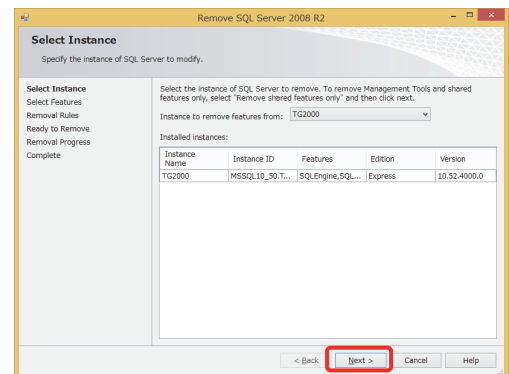 Remove SQL Server 2008 R2
Select Instance
Specify the instance of SQL Server to modify.
Select Instance
Select Features
Removal Rules
Ready to Remove
Removal Progress
Complete
Select the instance of SQL Server to remove. To remove Management Tools and shared
features only, select "Remove shared features only" and then click next.
Instance to remove features from: TG2000
Installed instances:
Instance Name Instance ID Features Edition Version
TG2000 MSSQL10_50.T... SQLEngine,SQL... Express 10.52.4000.0
< Back Next > Cancel Help